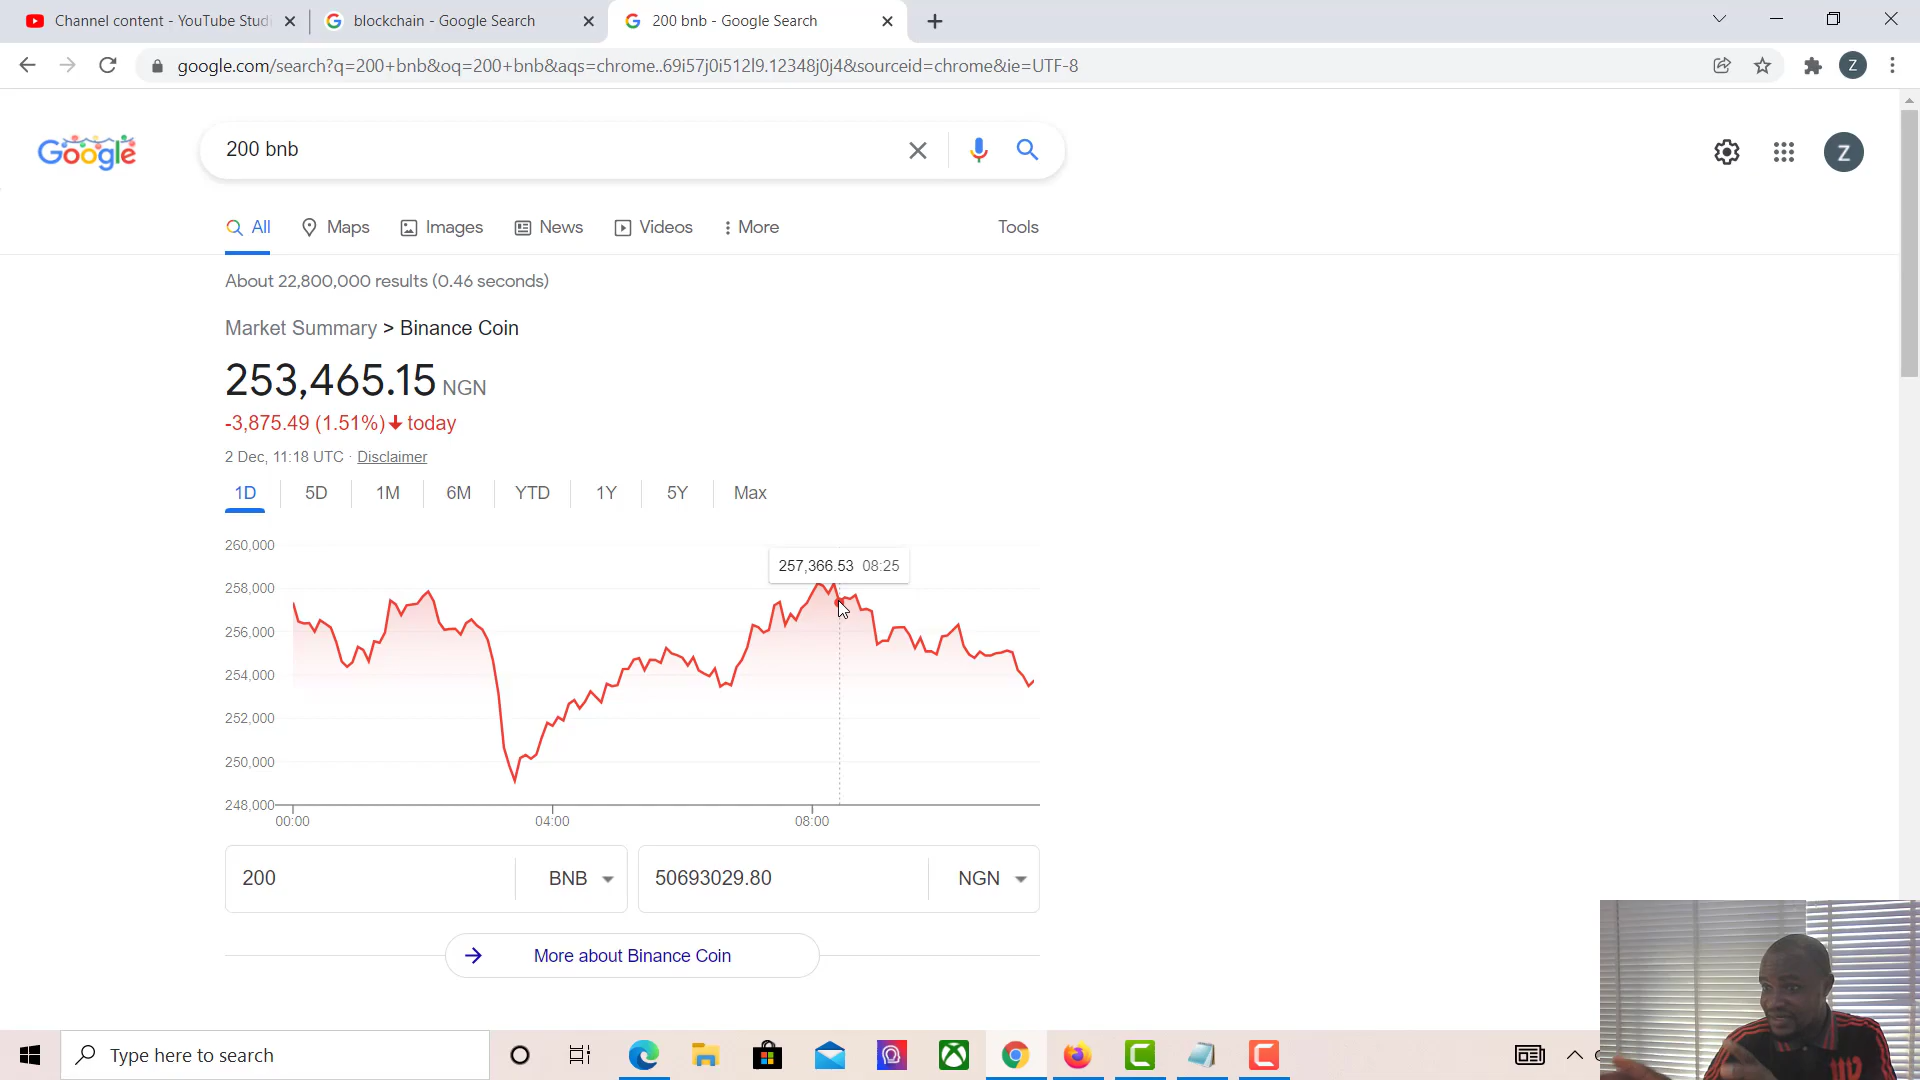 Channel content - YouTube Studi
blockchain - Google Search
200 bnb - Google Search
google.com/search?q=200+bnb&oq=200+bnb&aqs=chrome..69i57j0i512l9.12348j0j4&sourceid=chrome&ie=UTF-8
Z
Google
200 bnb
Z
All
Maps
Images
News
Videos
More
Tools
About 22,800,000 results (0.46 seconds)
Market Summary > Binance Coin
253,465.15 NGN
-3,875.49 (1.51%) today
2 Dec, 11:18 UTC · Disclaimer
1D
5D
1M
6M
YTD
1Y
5Y
Max
260,000
257,366.53 08:25
258,000
256,000
254,000
252,000
250,000
248,000
00:00
04:00
08:00
200
BNB
50693029.80
NGN
More about Binance Coin
Type here to search